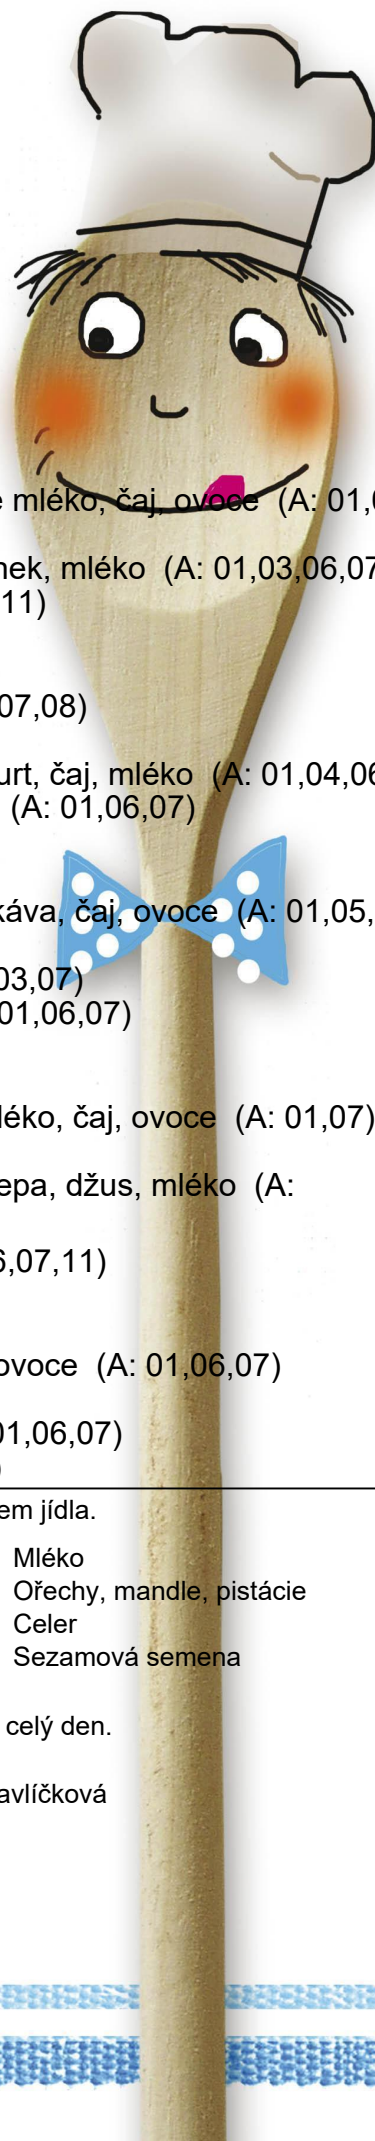 mléko, čaj, ovoce (A: 01,
mléko (A: 01,03,06,07
11)
07,08)
čaj, mléko (A: 01,04,06
(A: 01,06,07)
káva, čaj, ovoce (A: 01,05,
03,07)
01,06,07)
léko, čaj, ovoce (A: 01,07)
epa, džus, mléko (A:
6,07,11)
ovoce (A: 01,06,07)
01,06,07)
)
em jídla.
Mléko
Ořechy, mandle, pistácie
Celer
Sezamová semena
celý den.
avlíčková